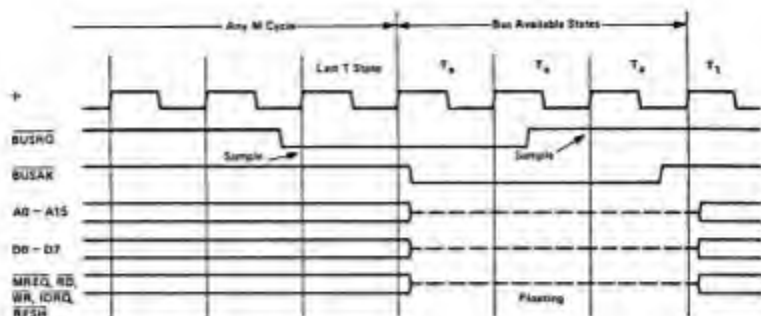 Any M Cycle
Bus Available States
Last T State
Tx
Tx
Tx
T1
Φ
BUSRQ
Sample
Sample
BUSAK
A0 – A15
D0 – D7
MREQ, RD,
WR, IORQ,
RFSH
Floating